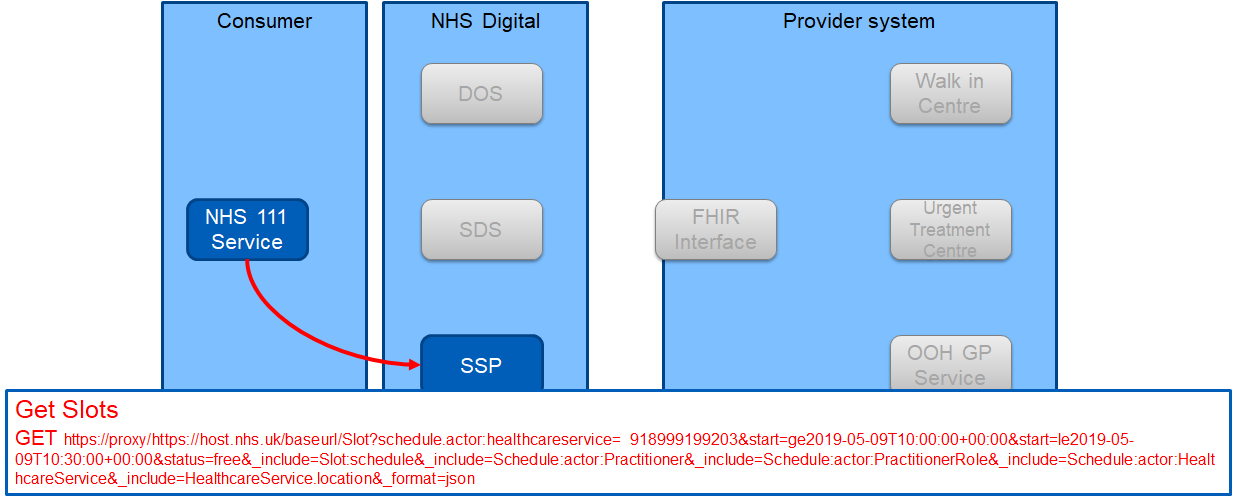 Consumer
NHS Digital
Provider system
DOS
Walk in
Centre
NHS 111
Service
SDS
FHIR
Interface
Urgent
Treatment
Centre
SSP
OOH GP
Service
Get Slots
GET https://proxy/https://host.nhs.uk/baseurl/Slot?schedule.actor:healthcareservice= 918999199203&start=ge2019-05-09T10:00:00+00:00&start=le2019-05-
09T10:30:00+00:00&status=free&_include=Slot:schedule&_include=Schedule:actor:Practitioner&_include=Schedule:actor:PractitionerRole&_include=Schedule:actor:Healt
hcareService&_include=HealthcareService.location&_format=json